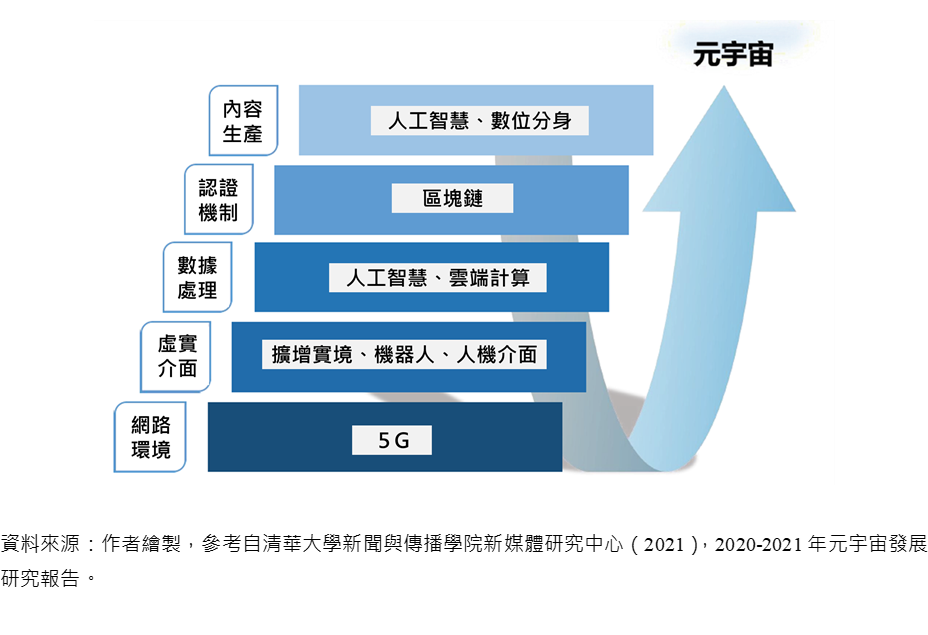 元宇宙
內容
生產
人工智慧、數位分身
認證
機制
區塊鏈
數據
處理
人工智慧、雲端計算
虛實
介面
擴增實境、機器人、人機介面
網路
環境
5G
資料來源：作者繪製，參考自清華大學新聞與傳播學院新媒體研究中心（2021），2020-2021 年元宇宙發展
研究報告。